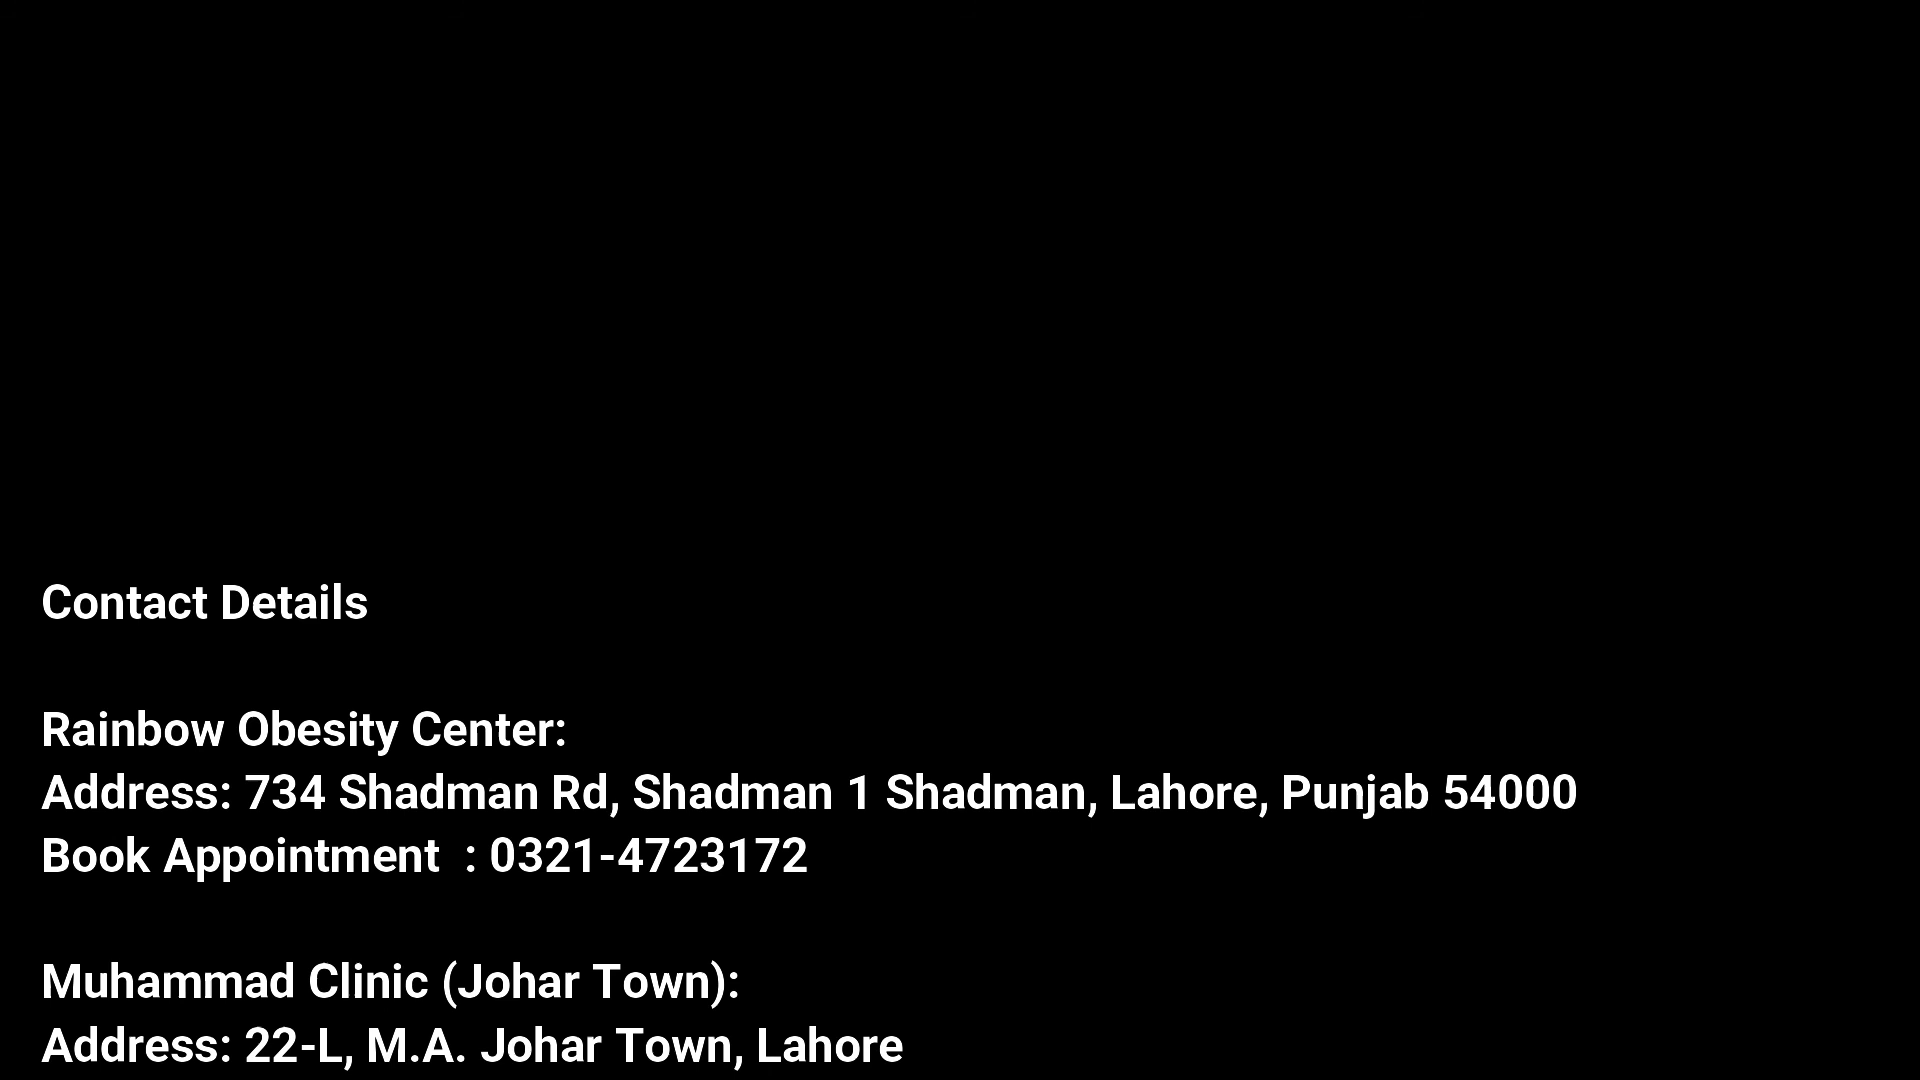 Contact Details
Rainbow Obesity Center:
Address: 734 Shadman Rd, Shadman 1 Shadman, Lahore, Punjab 54000
Book Appointment  : 0321-4723172
Muhammad Clinic (Johar Town):
Address: 22-L, M.A. Johar Town, Lahore